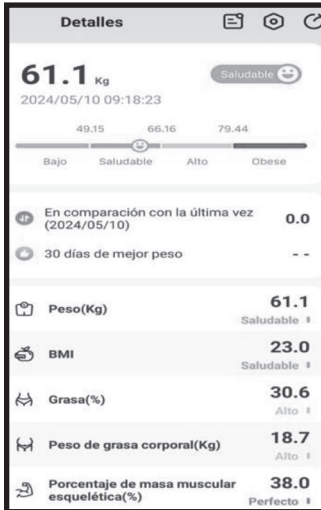 Detalles
61.1 Kg
Saludable
2024/05/10 09:18:23
49.15 66.16 79.44
Bajo Saludable Alto Obese
En comparación con la última vez
(2024/05/10)
0.0
30 días de mejor peso
- -
Peso(Kg)
61.1
Saludable
BMI
23.0
Saludable
Grasa(%)
30.6
Alto
Peso de grasa corporal(Kg)
18.7
Alto
Porcentaje de masa muscular
esquelética(%)
38.0
Perfecto